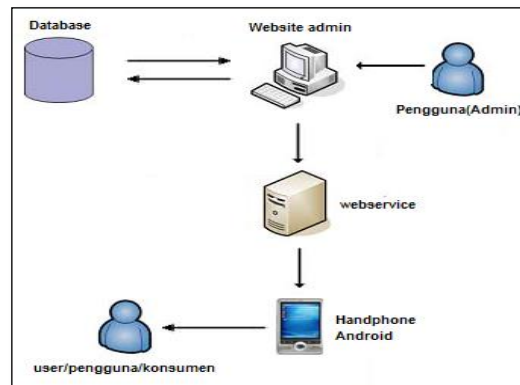 Database
Website admin
Pengguna(Admin)
webservice
Handphone
Android
user/pengguna/konsumen